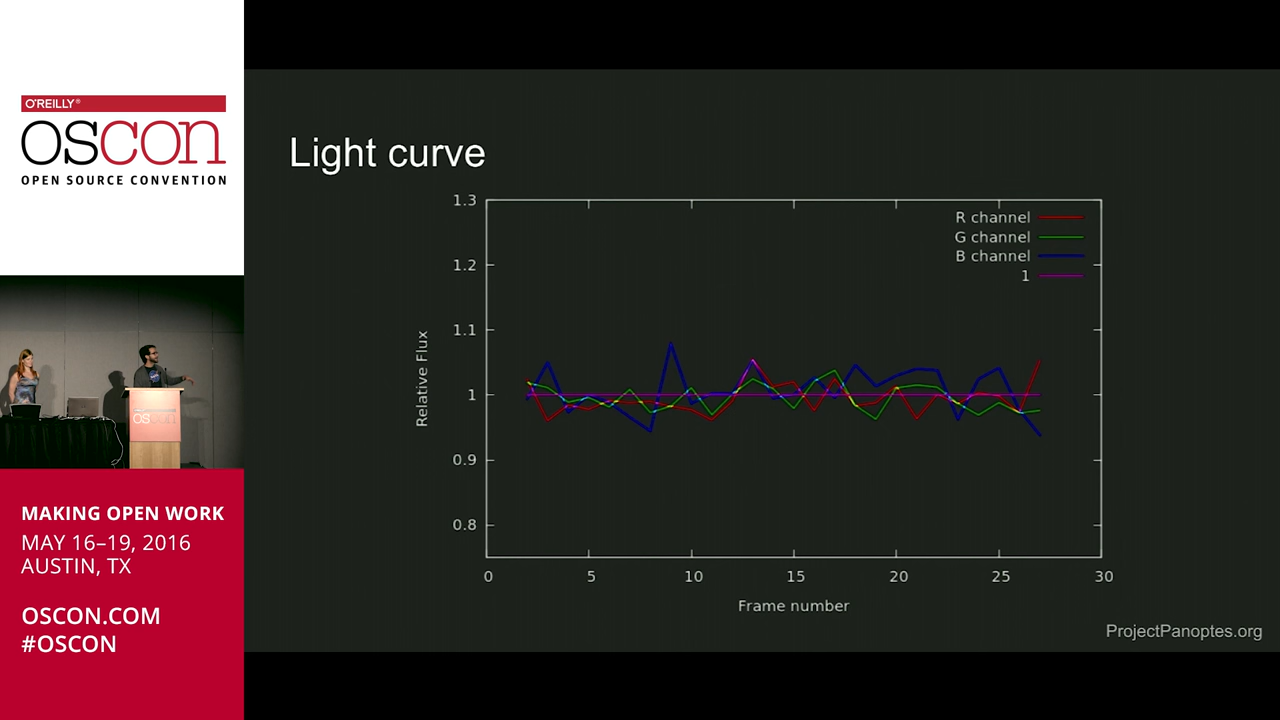 O'REILLY®
OSCON
OPEN SOURCE CONVENTION
OSCON
MAKING OPEN WORK
MAY 16–19, 2016
AUSTIN, TX
OSCON.COM
#OSCON
Light curve
1.3
1.2
1.1
1
0.9
0.8
Relative Flux
R channel
G channel
B channel
1
0 5 10 15 20 25 30
Frame number
ProjectPanoptes.org